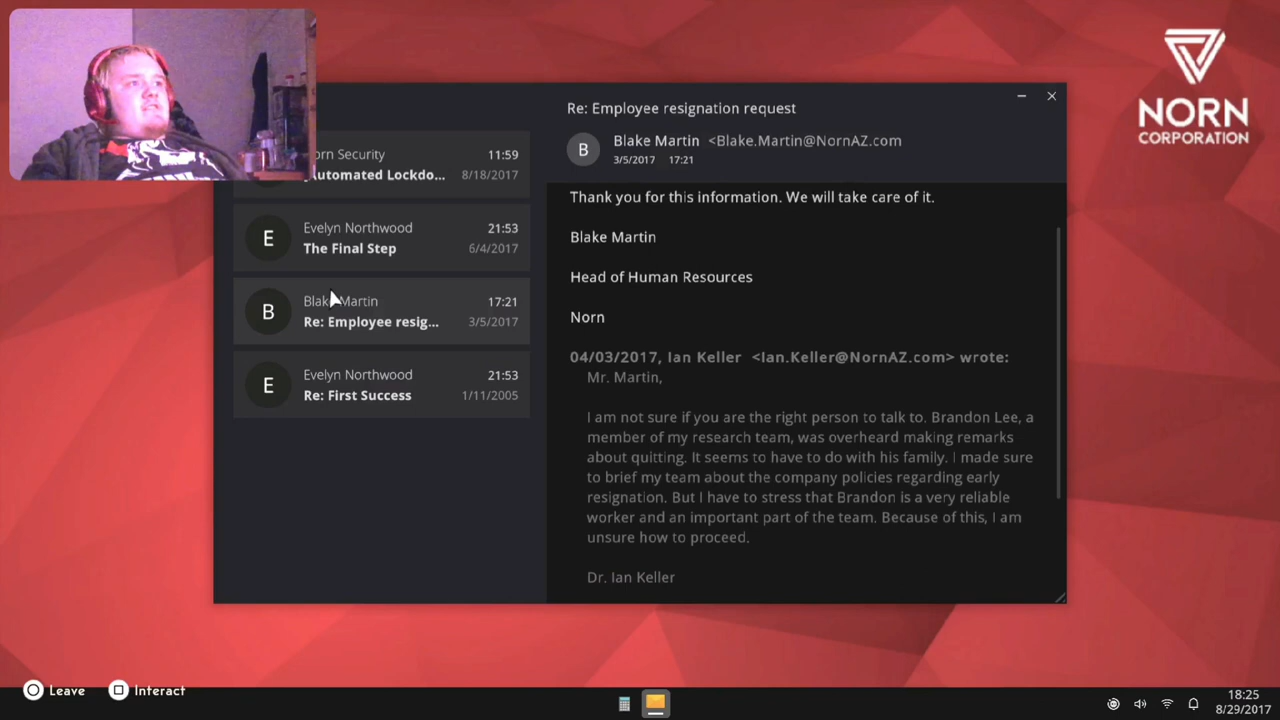 NORN
CORPORATION
Re: Employee resignation request
B
Blake Martin <Blake.Martin@NornAZ.com
3/5/2017 17:21
Security 11:59
Automated Lockdo... 8/18/2017
E
Evelyn Northwood 21:53
The Final Step 6/4/2017
B
Blake Martin 17:21
Re: Employee resig... 3/5/2017
E
Evelyn Northwood 21:53
Re: First Success 1/11/2005
Thank you for this information. We will take care of it.
Blake Martin
Head of Human Resources
Norn
04/03/2017, Ian Keller <Ian.Keller@NornAZ.com> wrote:
Mr. Martin,
I am not sure if you are the right person to talk to. Brandon Lee, a
member of my research team, was overheard making remarks
about quitting. It seems to have to do with his family. I made sure
to brief my team about the company policies regarding early
resignation. But I have to stress that Brandon is a very reliable
worker and an important part of the team. Because of this, I am
unsure how to proceed.
Dr. Ian Keller
Leave Interact
18:25
8/29/2017